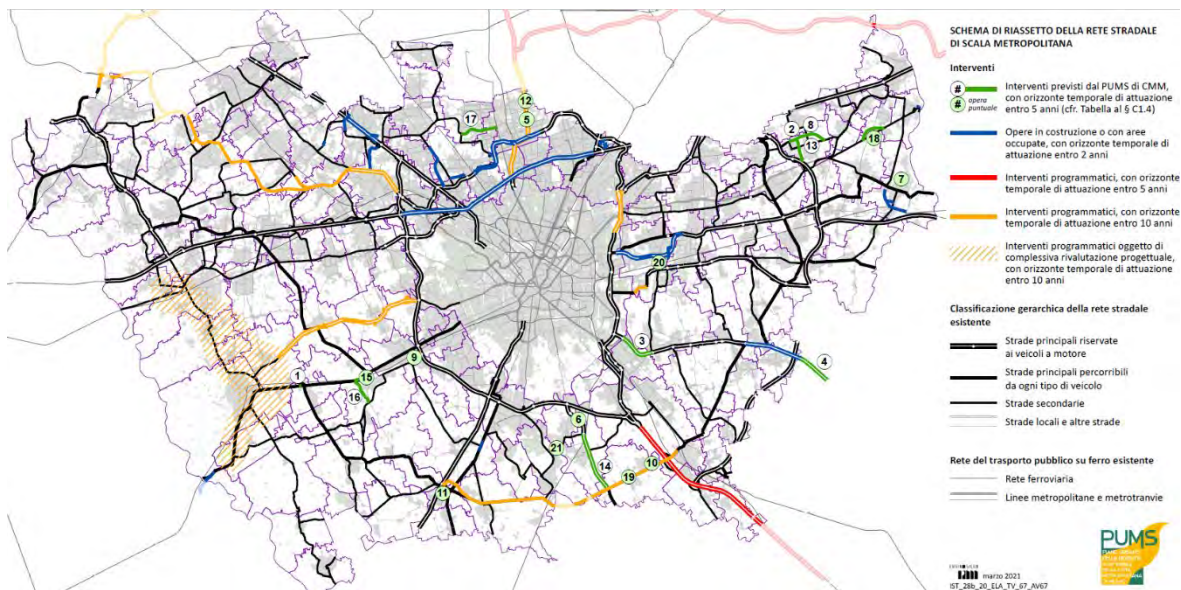 SCHEMA DI RIASSETTO DELLA RETE STRADALE
DI SCALA METROPOLITANA
Interventi
# Interventi previsti dal PUMS di CMM,
# opera puntuale con orizzonte temporale di attuazione
entro 5 anni (cfr. Tabella al § C1.4)
Opere in costruzione o con aree
occupate, con orizzonte temporale di
attuazione entro 2 anni
Interventi programmatici, con orizzonte
temporale di attuazione entro 5 anni
Interventi programmatici, con orizzonte
temporale di attuazione entro 10 anni
Interventi programmatici oggetto di
complessiva rivalutazione progettuale,
con orizzonte temporale di attuazione
entro 10 anni
Classificazione gerarchica della rete stradale
esistente
Strade principali riservate
ai veicoli a motore
Strade principali percorribili
da ogni tipo di veicolo
Strade secondarie
Strade locali e altre strade
Rete del trasporto pubblico su ferro esistente
Rete ferroviaria
Linee metropolitane e metrotranvie
PUMS
marzo 2021
IST_28b_20_ELA_TV_67_AV67
12
5
17
2
8
13
18
7
20
3
4
9
1
15
16
6
21
14
10
19
11